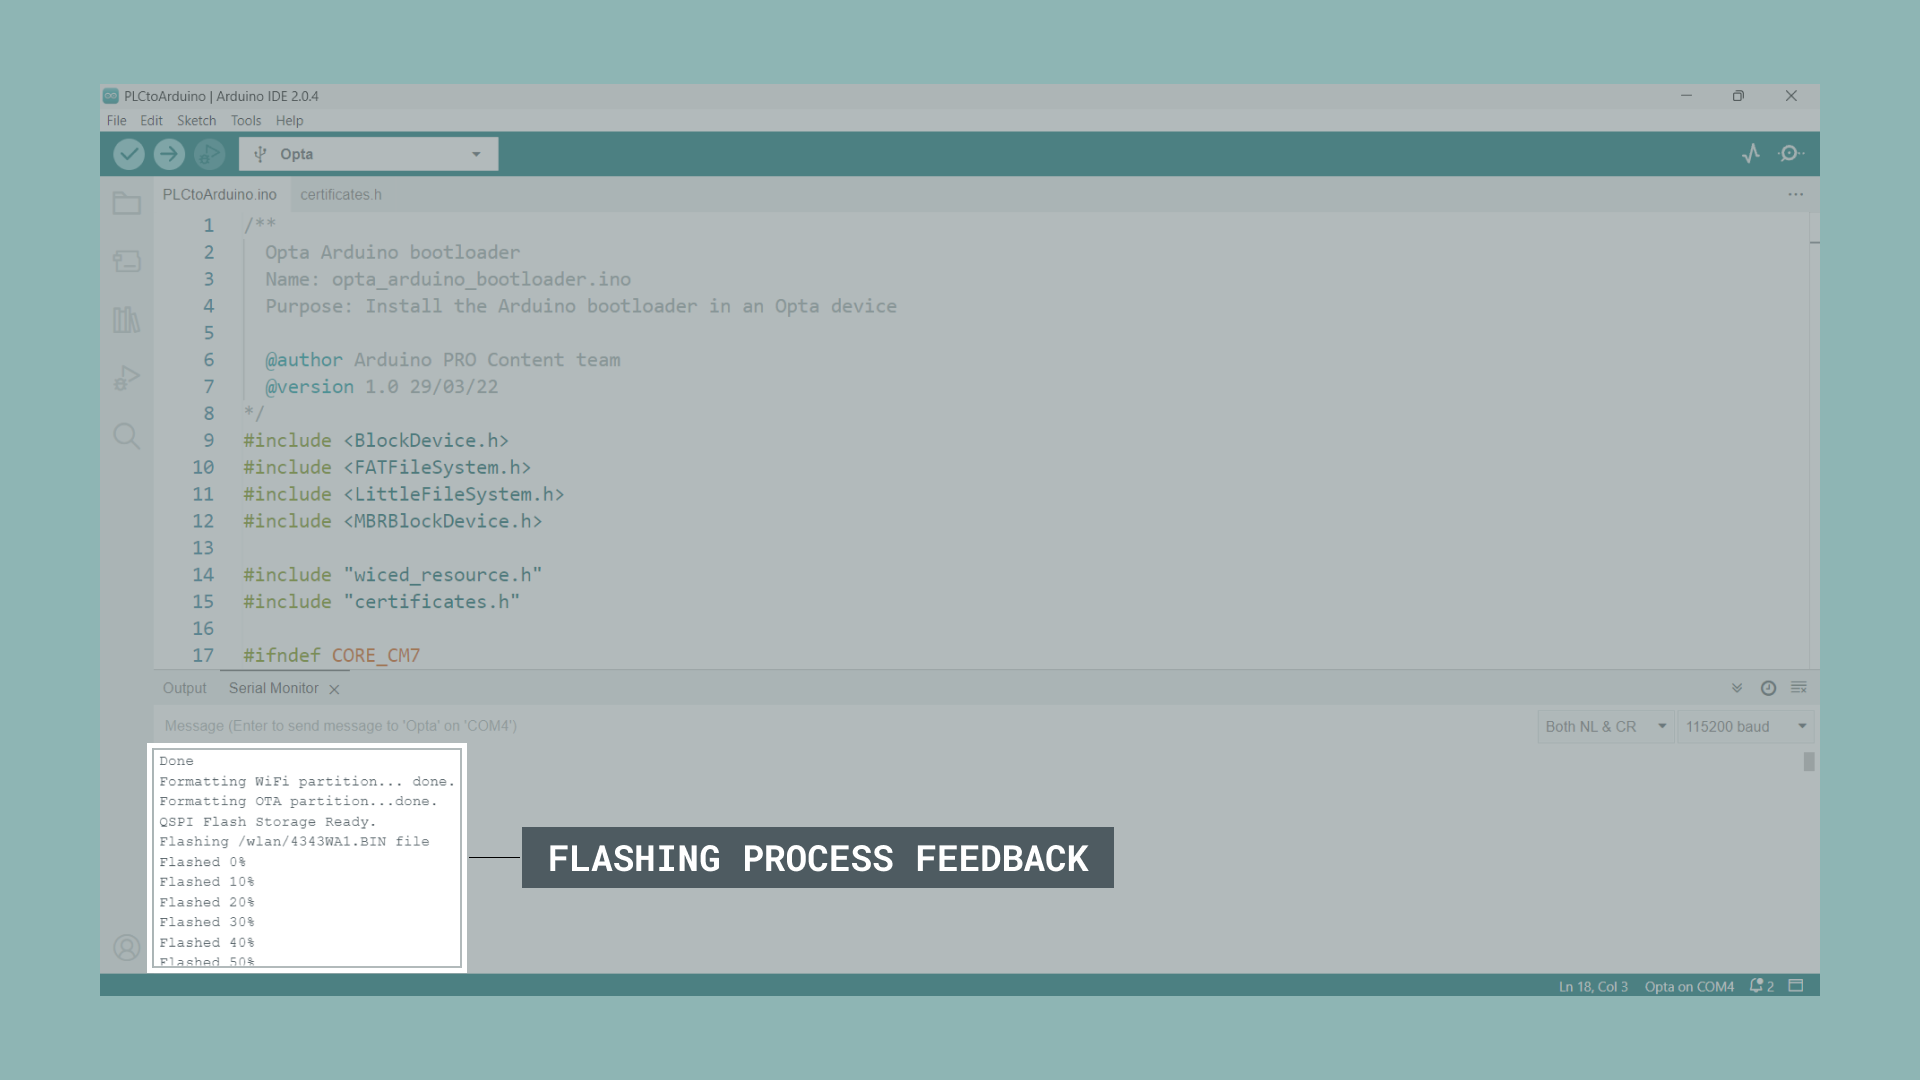 PLCtoArduino | Arduino IDE 2.0.4
File Edit Sketch Tools Help
Opta
PLCtoArduino.ino certificates.h
1 /**
2 Opta Arduino bootloader
3 Name: opta_arduino_bootloader.ino
4 Purpose: Install the Arduino bootloader in an Opta device
5
6 @author Arduino PRO Content team
7 @version 1.0 29/03/22
8 */
9 #include <BlockDevice.h>
10 #include <FATFileSystem.h>
11 #include <LittleFileSystem.h>
12 #include <MBRBlockDevice.h>
13
14 #include "wiced_resource.h"
15 #include "certificates.h"
16
17 #ifndef CORE_CM7
Output Serial Monitor
Message (Enter to send message to 'Opta' on 'COM4') Both NL & CR 115200 baud
Done
Formatting WiFi partition... done.
Formatting OTA partition...done.
QSPI Flash Storage Ready.
Flashing /wlan/4343WA1.BIN file
Flashed 0%
Flashed 10%
Flashed 20%
Flashed 30%
Flashed 40%
Flashed 50%
FLASHING PROCESS FEEDBACK
Ln 18, Col 3 Opta on COM4 2